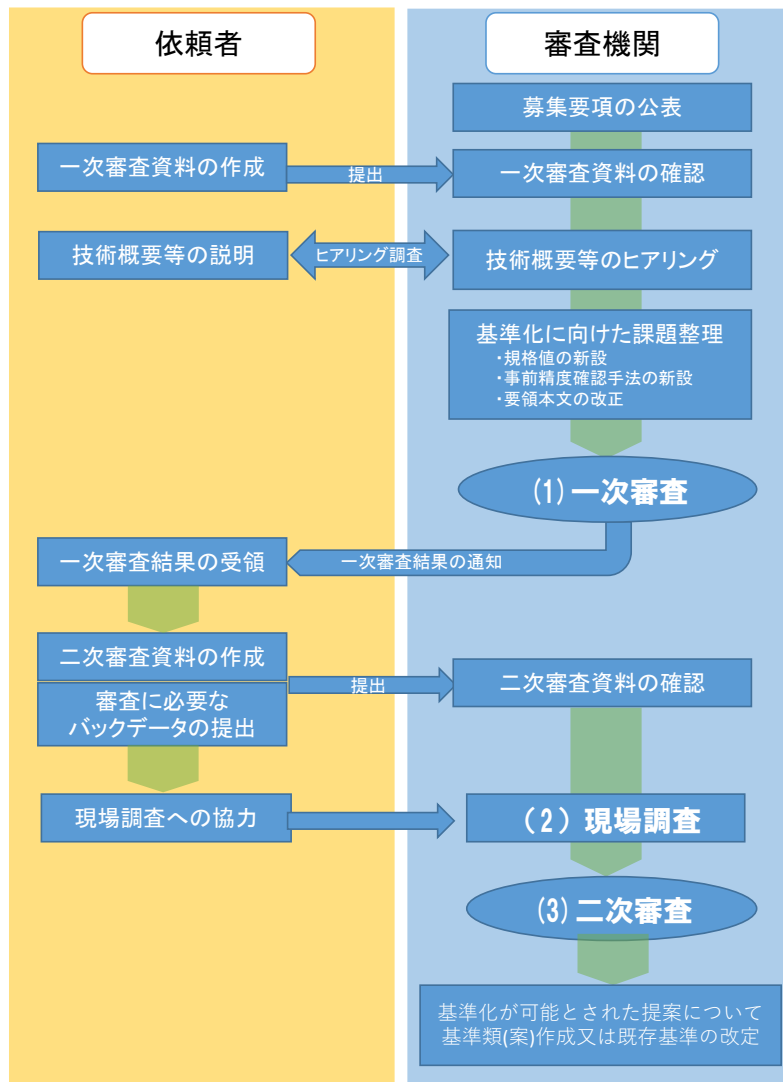 依頼者
審査機関
募集要項の公表
一次審査資料の作成
提出
一次審査資料の確認
技術概要等の説明
ヒアリング調査
技術概要等のヒアリング
基準化に向けた課題整理
・規格値の新設
・事前精度確認手法の新設
・要領本文の改正
(1)一次審査
一次審査結果の受領
一次審査結果の通知
二次審査資料の作成
審査に必要な
バックデータの提出
提出
二次審査資料の確認
現場調査への協力
（2）現場調査
(3)二次審査
基準化が可能とされた提案について
基準類(案)作成又は既存基準の改定